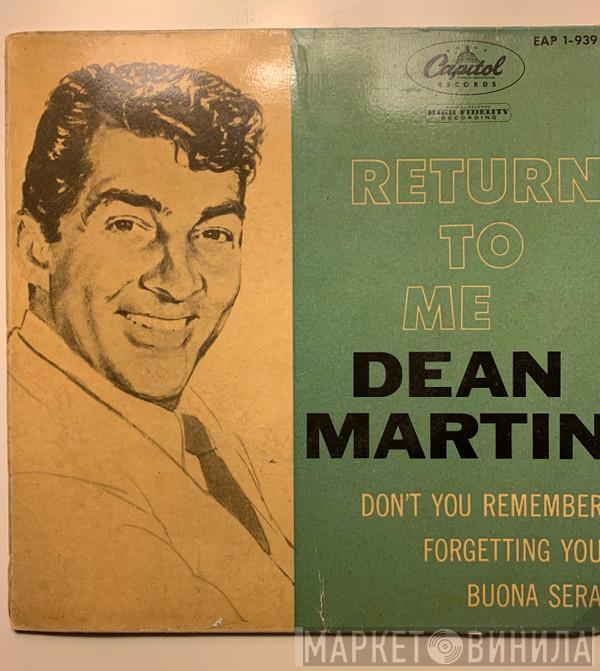 EAP 1-939
Capitol
RECORDS
HIGH FIDELITY
RECORDING
RETURN
TO
ME
DEAN
MARTIN
DON'T YOU REMEMBER
FORGETTING YOU
BUONA SERA
МАРКЕТ ВИНИЛА